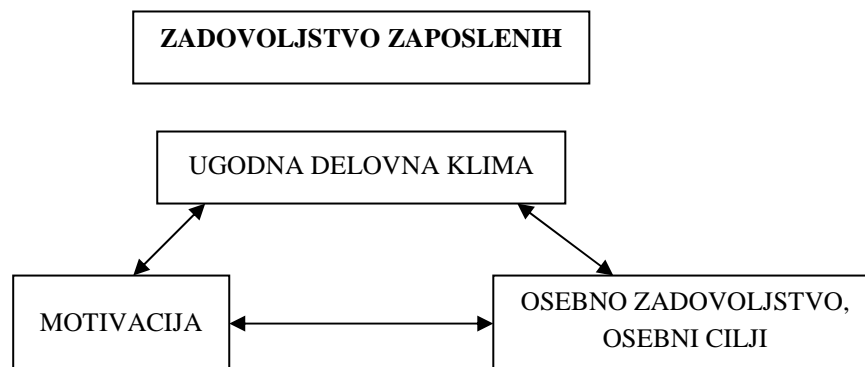 ZADOVOLJSTVO ZAPOSLENIH
UGODNA DELOVNA KLIMA
MOTIVACIJA
OSEBNO ZADOVOLJSTVO,
OSEBNI CILJI